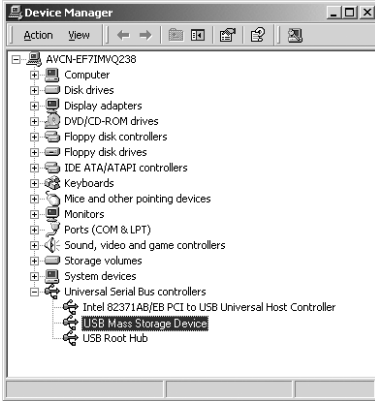 Device Manager
Action View
AVCN-EF7IMVQ238
Computer
Disk drives
Display adapters
DVD/CD-ROM drives
Floppy disk controllers
Floppy disk drives
IDE ATA/ATAPI controllers
Keyboards
Mice and other pointing devices
Monitors
Ports (COM & LPT)
Sound, video and game controllers
Storage volumes
System devices
Universal Serial Bus controllers
Intel 82371AB/EB PCI to USB Universal Host Controller
USB Mass Storage Device
USB Root Hub